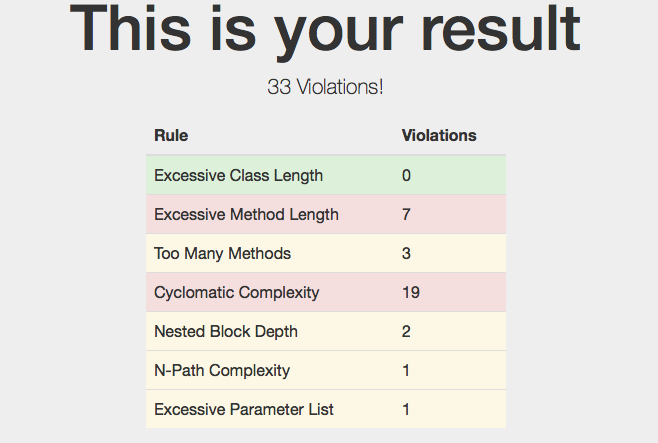 This is your result
33 Violations!
Rule Violations
Excessive Class Length 0
Excessive Method Length 7
Too Many Methods 3
Cyclomatic Complexity 19
Nested Block Depth 2
N-Path Complexity 1
Excessive Parameter List 1